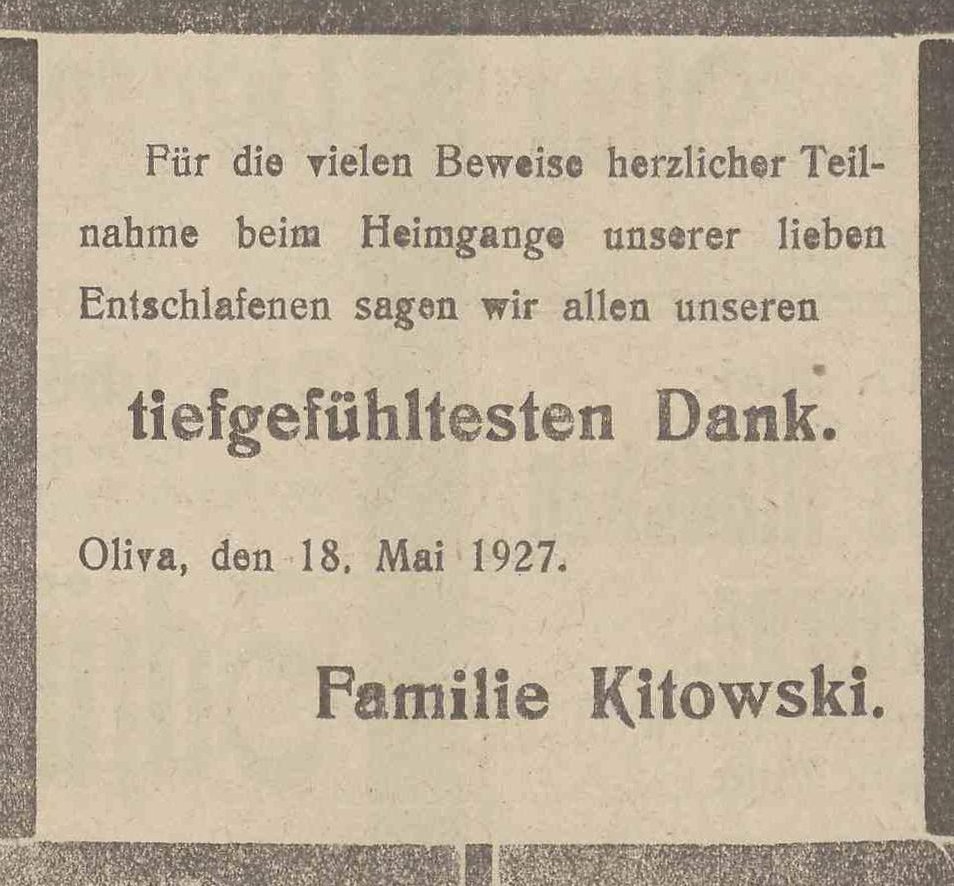 Für die vielen Beweise herzlicher Teil-
nahme beim Heimgange unserer lieben
Entschlafenen sagen wir allen unseren
tiefgefühltesten Dank.
Oliva, den 18. Mai 1927.
Familie Kitowski.